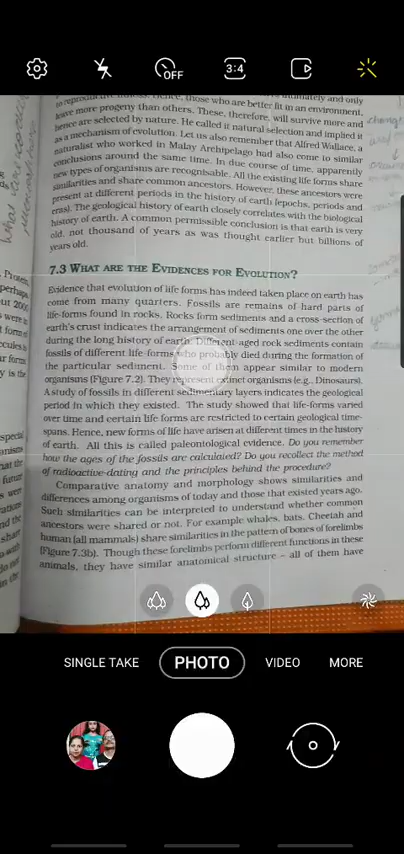 OFF
3:4
to reproductive
those who are better fit in an environment,
leave more progeny than others. These, therefore, will survive more and
hence are selected by nature. He called it natural selection and implied it
as a mechanism of evolution. Let us also remember that Alfred Wallace, a
naturalist who worked in Malay Archipelago had also come to similar
conclusions around the same time. In due course of time, apparently
new types of organisms are recognisable. All the existing life forms share
similarities and share common ancestors. However, these ancestors were
present at different periods in the history of earth (epochs, periods and
eras). The geological history of earth closely correlates with the biological
history of earth. A common permissible conclusion is that earth is very
old, not thousand of years as was thought earlier but billions of
years old.
7.3 WHAT ARE THE EVIDENCES FOR EVOLUTION?
Evidence that evolution of life forms has indeed taken place on earth has
come from many quarters. Fossils are remains of hard parts of
life-forms found in rocks. Rocks form sediments and a cross-section of
earth's crust indicates the arrangement of sediments one over the other
during the long history of earth. Different-aged rock sediments contain
fossils of different life-forms who probably died during the formation of
the particular sediment. Some of them appear similar to modern
organisms (Figure 7.2). They represent extinct organisms (e.g., Dinosaurs).
A study of fossils in different sedimentary layers indicates the geological
period in which they existed. The study showed that life-forms varied
over time and certain life forms are restricted to certain geological time-
spans. Hence, new forms of life have arisen at different times in the history
of earth. All this is called paleontological evidence. Do you remember
how the ages of the fossils are calculated? Do you recollect the method
of radioactive-dating and the principles behind the procedure?
Comparative anatomy and morphology shows similarities and
differences among organisms of today and those that existed years ago.
Such similarities can be interpreted to understand whether common
ancestors were shared or not. For example whales, bats, Cheetah and
human (all mammals) share similarities in the pattern of bones of forelimbs
(Figure 7.3b). Though these forelimbs perform different functions in these
animals, they have similar anatomical structure – all of them have
SINGLE TAKE
PHOTO
VIDEO
MORE